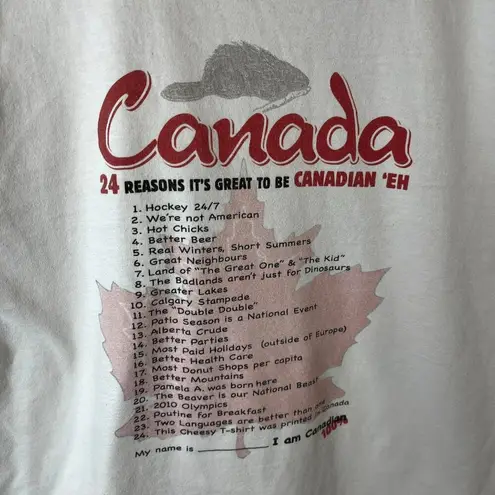 Canada
24 REASONS IT'S GREAT TO BE CANADIAN 'EH
1. Hockey 24/7
2. We're not American
3. Hot Chicks
4. Better Beer
5. Real Winters, Short Summers
6. Great Neighbours
7. Land of "The Great One" & "The Kid"
8. The Badlands aren't just for Dinosaurs
9. Greater Lakes
10. Calgary Stampede
11. The "Double Double"
12. Patio Season is a National Event
13. Alberta Crude
14. Better Parties
15. Most Paid Holidays (outside of Europe)
16. Better Health Care
17. Most Donut Shops per capita
18. Better Mountains
19. Pamela A. was born here
20. The Beaver is our National Beast
21. 2010 Olympics
22. Poutine for Breakfast
23. Two Languages are better than one
24. This Cheesy T-shirt was printed in Canada
My name is ________ I am Canadian
100%